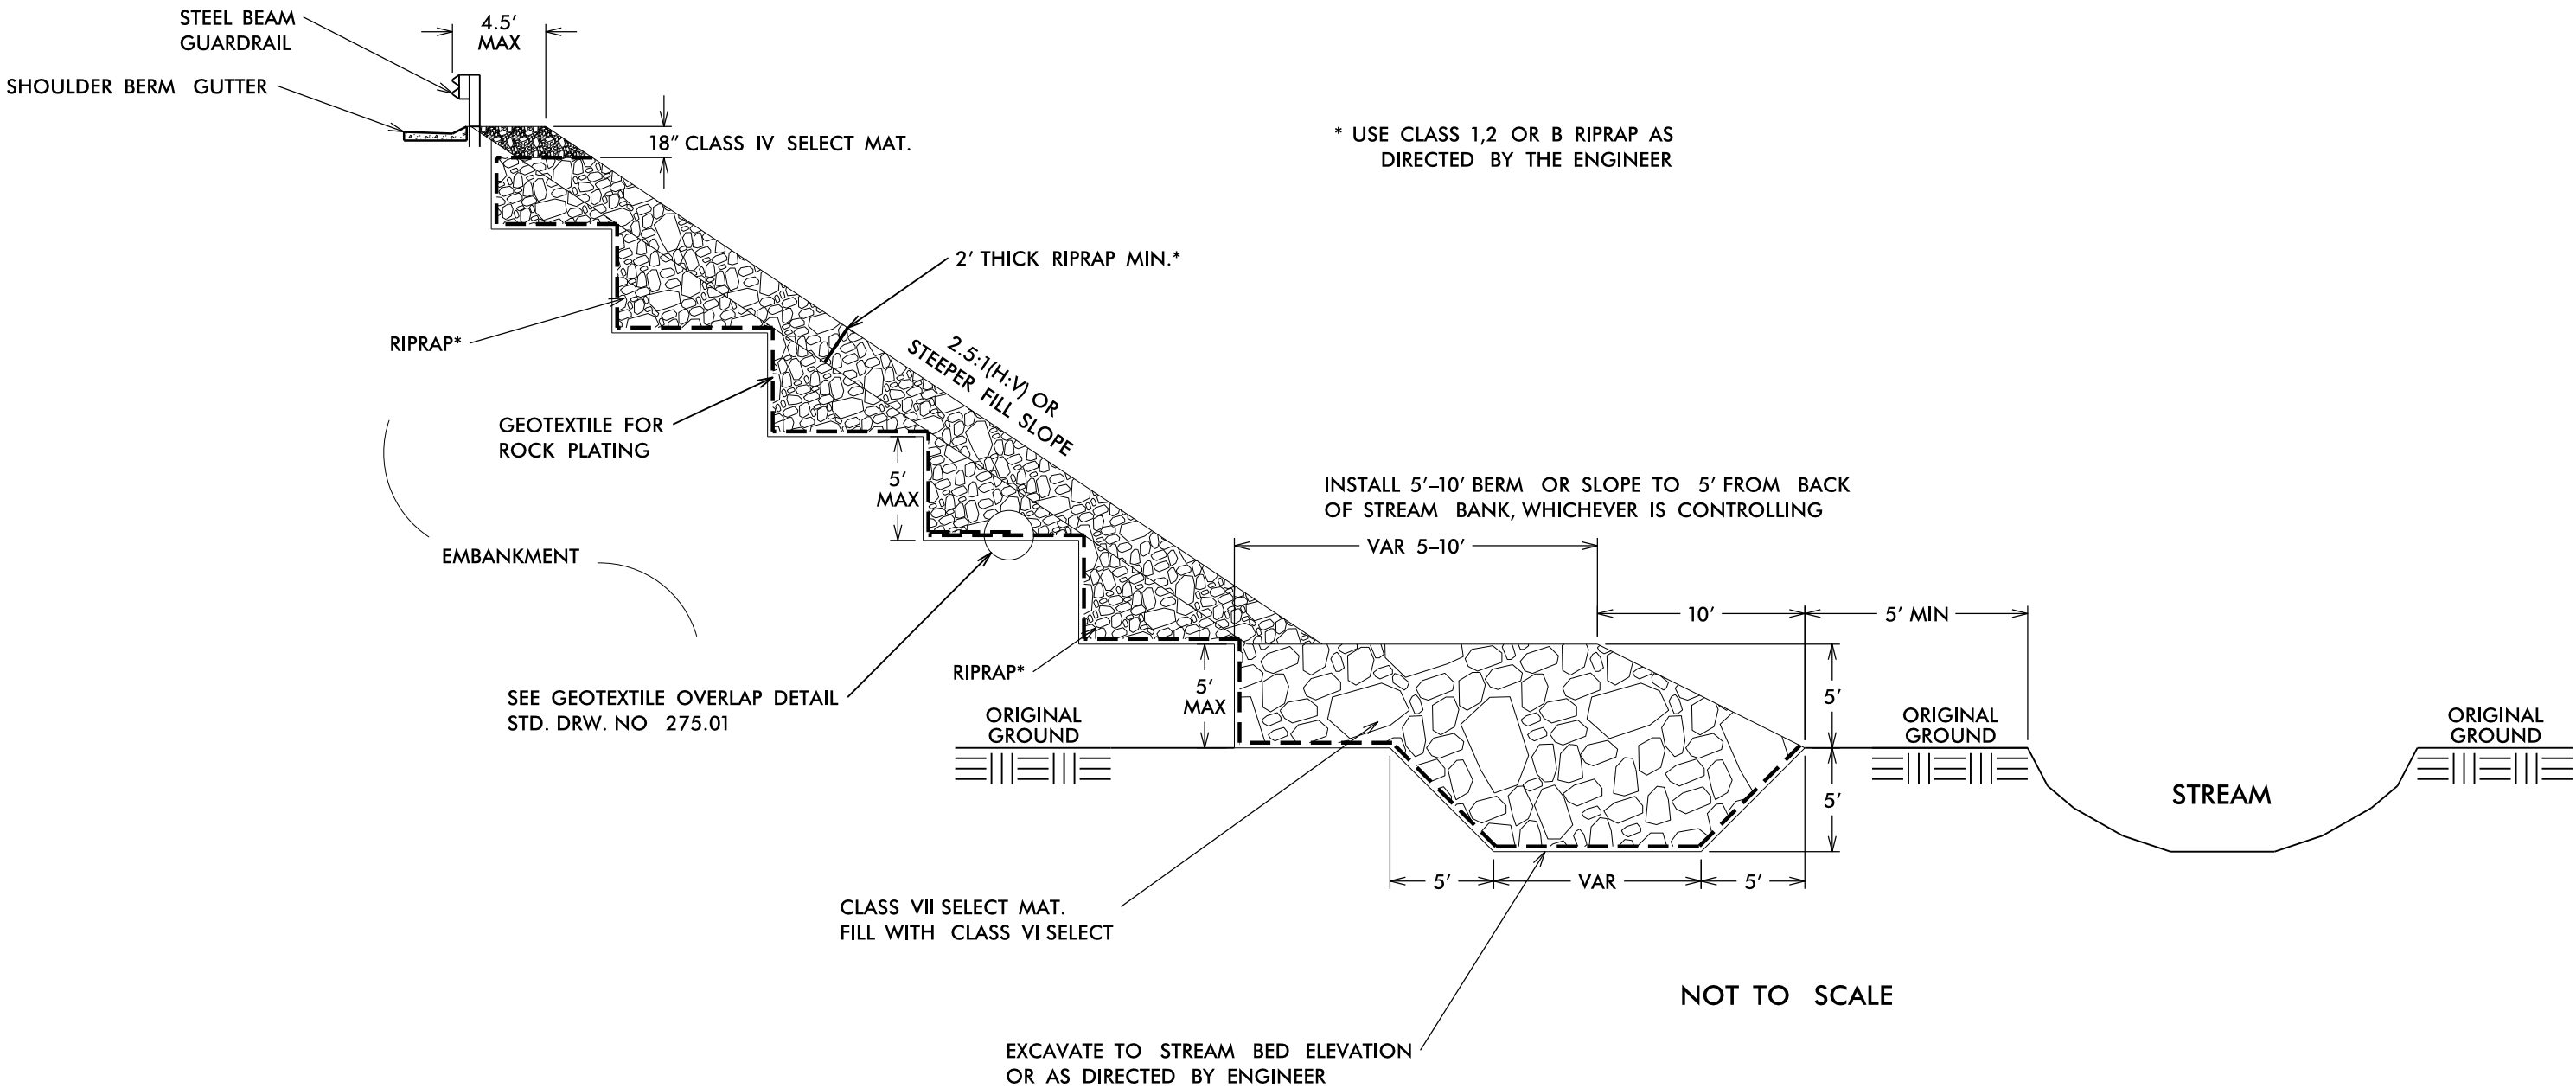 STEEL BEAM
GUARDRAIL
4.5′
MAX
SHOULDER BERM GUTTER
18″ CLASS IV SELECT MAT.
* USE CLASS 1,2 OR B RIPRAP AS
DIRECTED BY THE ENGINEER
2′ THICK RIPRAP MIN.*
RIPRAP*
2.5:1(H:V) OR
STEEPER FILL SLOPE
GEOTEXTILE FOR
ROCK PLATING
5′
MAX
INSTALL 5′–10′ BERM OR SLOPE TO 5′ FROM BACK
OF STREAM BANK, WHICHEVER IS CONTROLLING
VAR 5–10′
EMBANKMENT
10′
5′ MIN
RIPRAP*
SEE GEOTEXTILE OVERLAP DETAIL
STD. DRW. NO 275.01
5′
MAX
5′
ORIGINAL
GROUND
ORIGINAL
GROUND
ORIGINAL
GROUND
STREAM
5′
5′
VAR
5′
CLASS VII SELECT MAT.
FILL WITH CLASS VI SELECT
NOT TO SCALE
EXCAVATE TO STREAM BED ELEVATION
OR AS DIRECTED BY ENGINEER